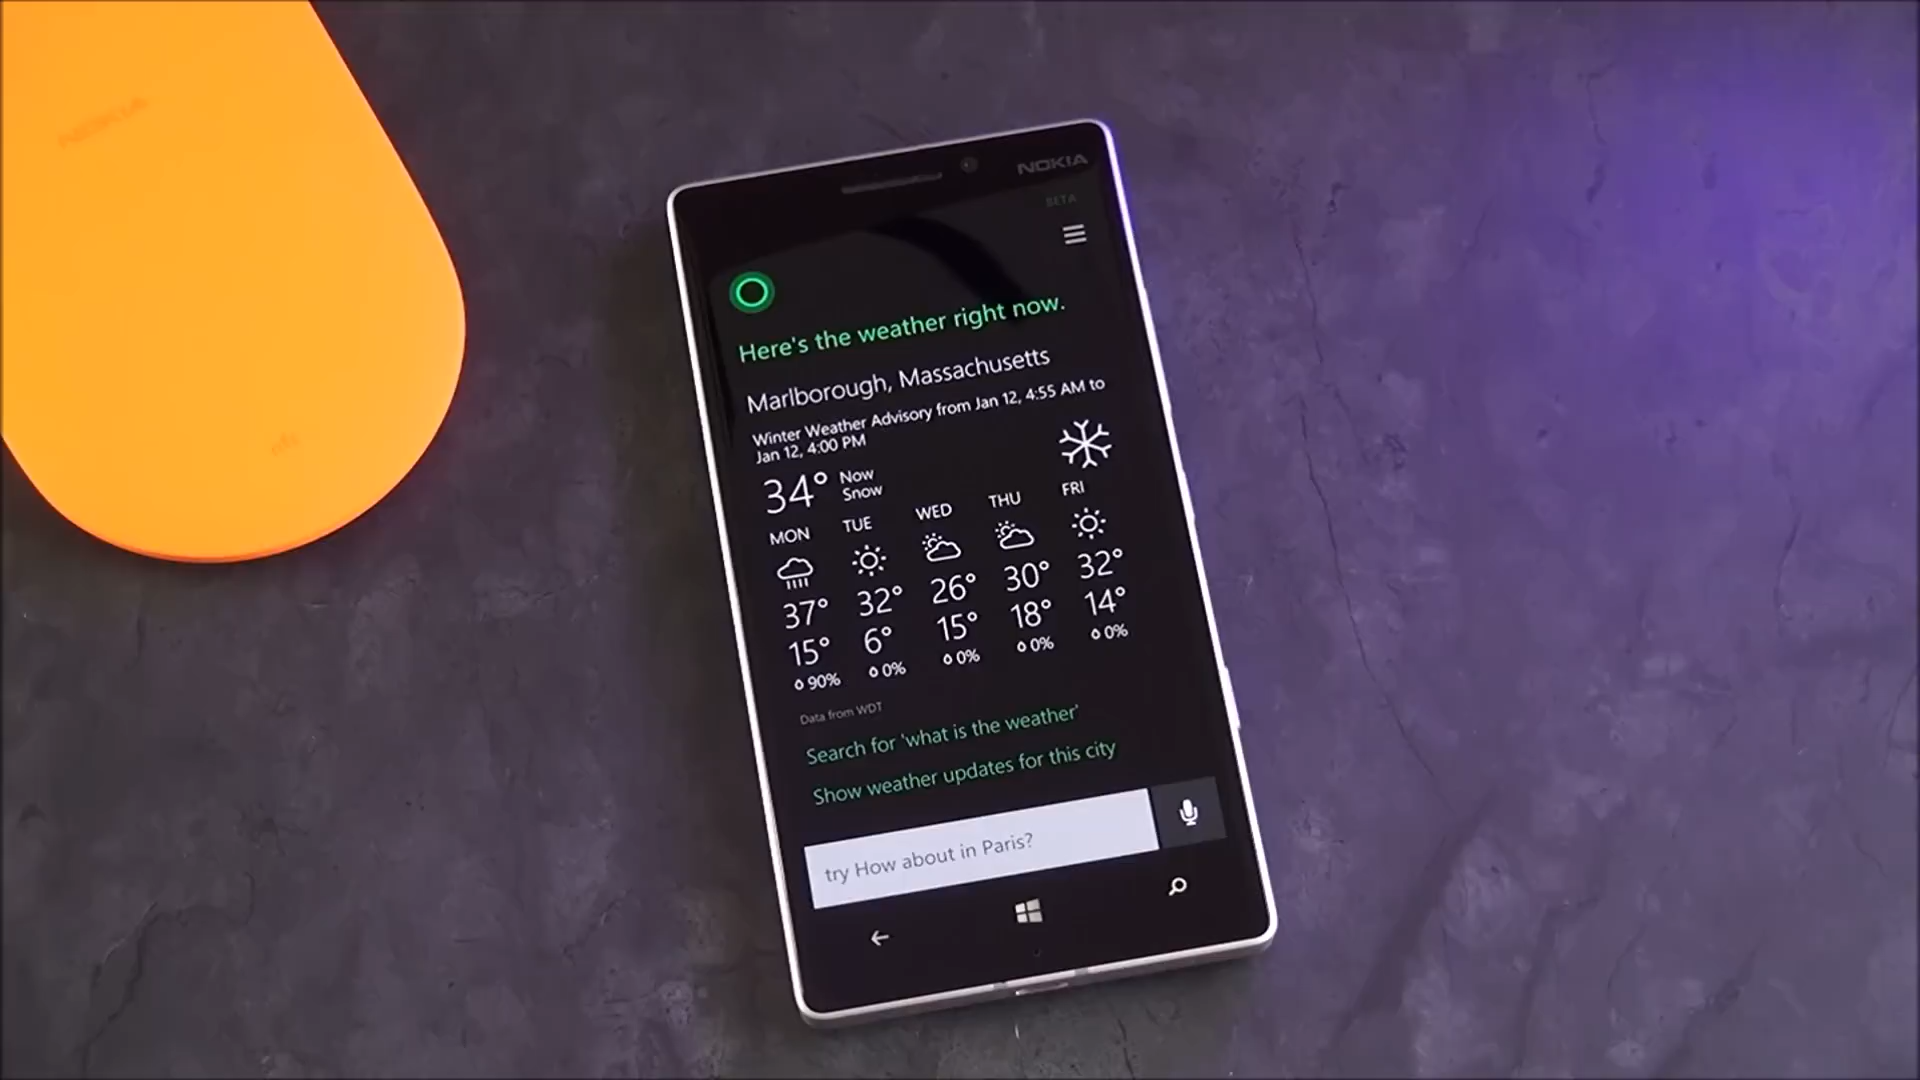 NOKIA
NOKIA
BETA
Here's the weather right now.
Marlborough, Massachusetts
Winter Weather Advisory from Jan 12, 4:55 AM to
Jan 12, 4:00 PM
34° Now
Snow
MON TUE WED THU FRI
37° 32° 26° 30° 32°
15° 6° 15° 18° 14°
90% 0% 0% 0% 0%
Data from WDT
Search for 'what is the weather'
Show weather updates for this city
try How about in Paris?